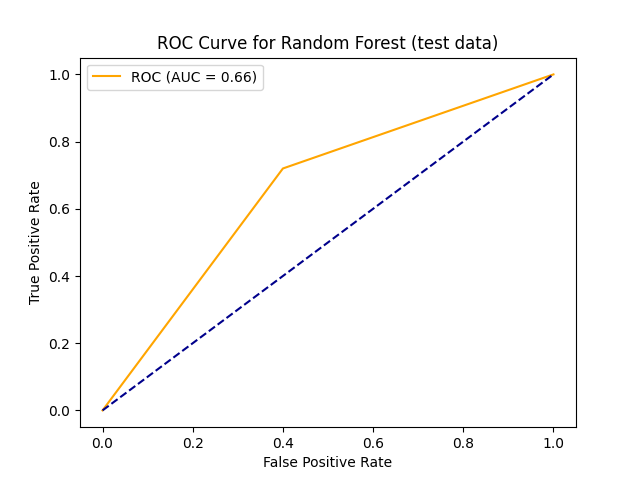 ROC Curve for Random Forest (test data)
ROC (AUC = 0.66)
1.0
0.8
0.6
0.4
0.2
0.0
True Positive Rate
0.0 0.2 0.4 0.6 0.8 1.0
False Positive Rate